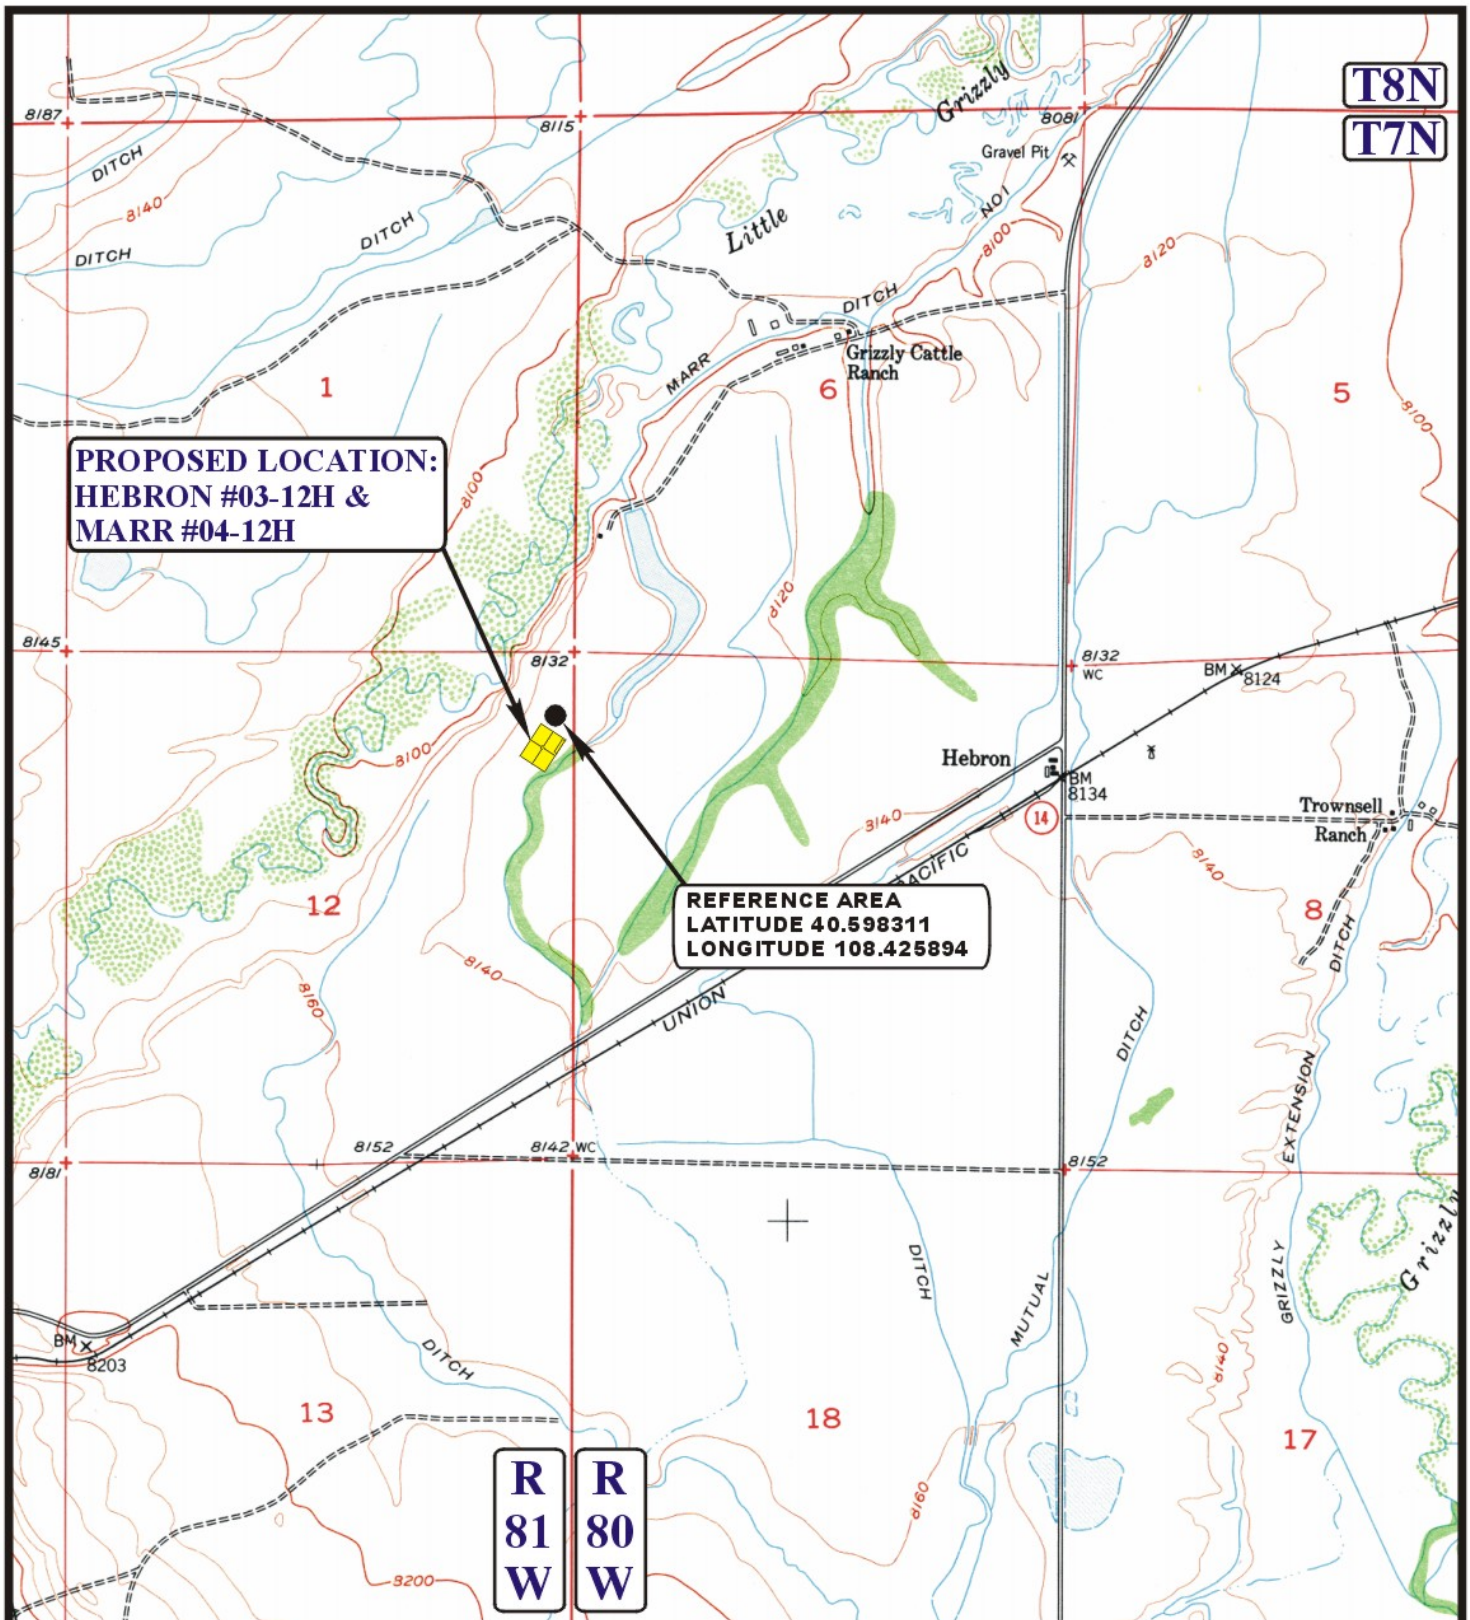 T8N
T7N
8187
8115
8081
Grizzly
Little
Gravel Pit
DITCH
8140
DITCH
DITCH
NO1
8100
8120
DITCH
MARR
Grizzly Cattle
Ranch
1
6
5
8100
PROPOSED LOCATION:
HEBRON #03-12H &
MARR #04-12H
8100
8120
8145
8132
8132
WC
BM
8124
8100
Hebron
BM
8134
14
3140
Trownsell
Ranch
8140
PACIFIC
REFERENCE AREA
LATITUDE 40.598311
LONGITUDE 108.425894
12
8
DITCH
8140
8160
UNION
DITCH
EXTENSION
8152
8142 WC
8152
8181
Grizzly
DITCH
MUTUAL
GRIZZLY
BM
8203
DITCH
8140
13
18
17
R
81
W
R
80
W
8160
3200